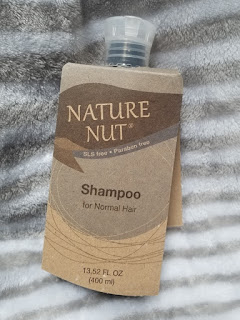 NATURE
NUT®
SLS free • Paraben free
Shampoo
for Normal Hair
13.52 FL OZ
(400 ml)